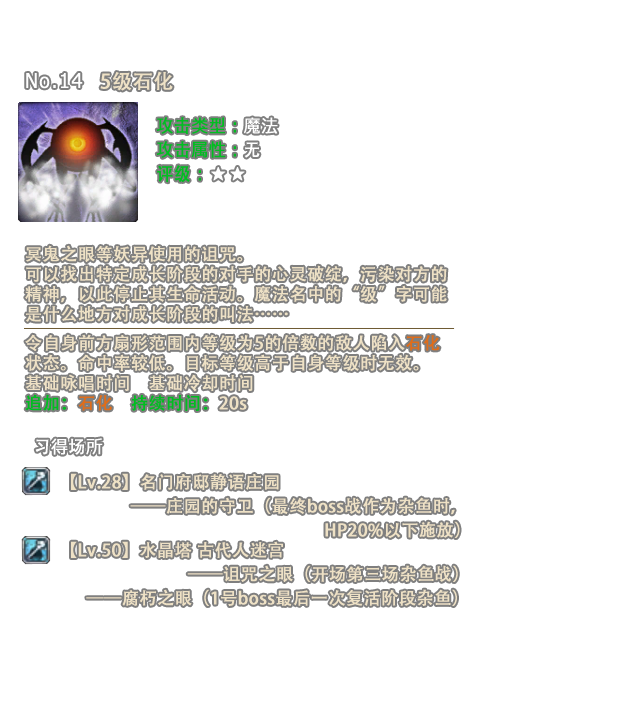 No.14 5级石化
攻击类型：魔法
攻击属性：无
评级：☆☆
冥鬼之眼等妖异使用的诅咒。
可以找出特定成长阶段的对手的心灵破绽，污染对方的
精神，以此停止其生命活动。魔法名中的“级”字可能
是什么地方对成长阶段的叫法……
令自身前方扇形范围内等级为5的倍数的敌人陷入石化
状态。命中率较低。目标等级高于自身等级时无效。
基础咏唱时间 基础冷却时间
追加：石化 持续时间：20s
习得场所
【Lv.28】名门府邸静语庄园
——庄园的守卫（最终boss战作为杂鱼时，
HP20%以下施放）
【Lv.50】水晶塔 古代人迷宫
——诅咒之眼（开场第三场杂鱼战）
——腐朽之眼（1号boss最后一次复活阶段杂鱼）